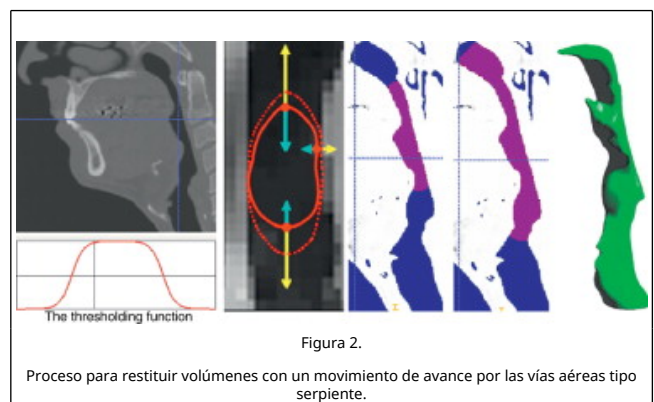 The thresholding function
Figura 2.
Proceso para restituir volúmenes con un movimiento de avance por las vías aéreas tipo
serpiente.